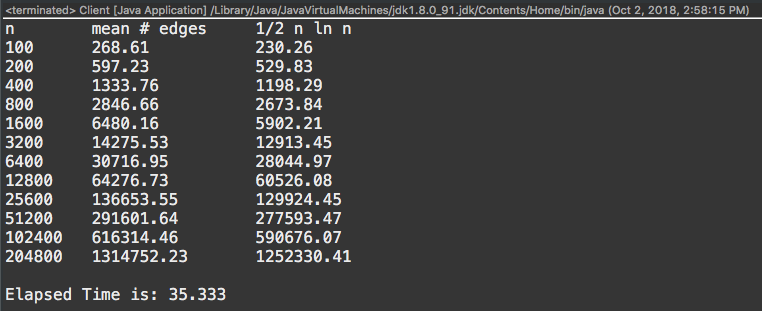 <terminated> Client [Java Application] /Library/Java/JavaVirtualMachines/jdk1.8.0_91.jdk/Contents/Home/bin/java (Oct 2, 2018, 2:58:15 PM)
n mean # edges 1/2 n ln n
100 268.61 230.26
200 597.23 529.83
400 1333.76 1198.29
800 2846.66 2673.84
1600 6480.16 5902.21
3200 14275.53 12913.45
6400 30716.95 28044.97
12800 64276.73 60526.08
25600 136653.55 129924.45
51200 291601.64 277593.47
102400 616314.46 590676.07
204800 1314752.23 1252330.41
Elapsed Time is: 35.333